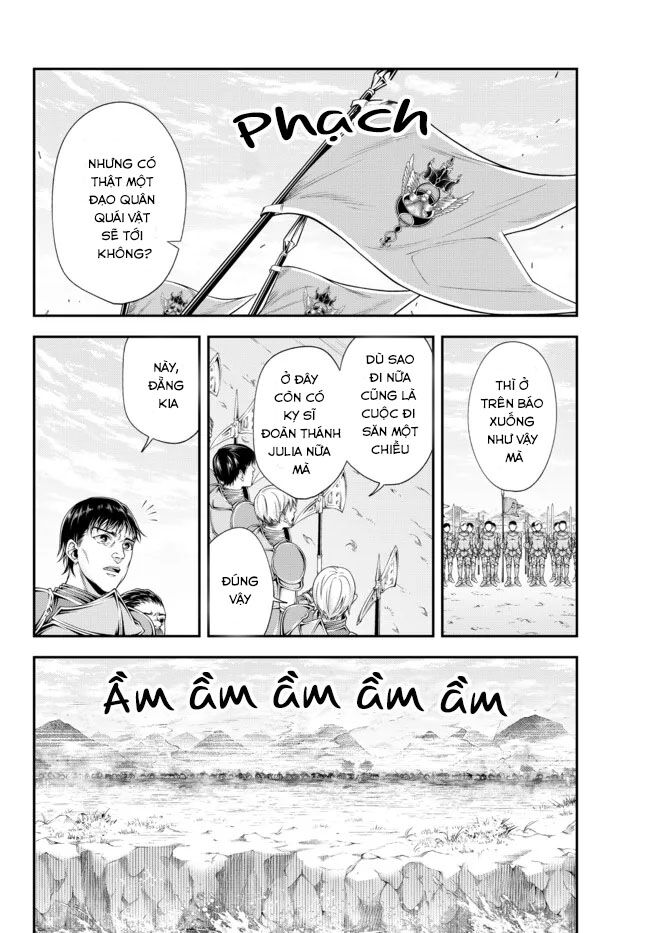 Phạch
NHƯNG CÓ
THẬT MỘT
ĐẠO QUÂN
QUÁI VẬT
SẼ TỚI
KHÔNG?
THÌ Ở
TRÊN BÁO
XUỐNG
NHƯ VẬY
MÀ
DÙ SAO
ĐI NỮA
CŨNG LÀ
CUỘC ĐI
SĂN MỘT
CHIỀU
Ở ĐÂY
CÒN CÓ
KỴ SĨ
ĐOÀN THÁNH
JULIA NỮA
MÀ
ĐÚNG
VẬY
NÀY,
ĐẰNG
KIA
Ầm ầm ầm ầm ầm